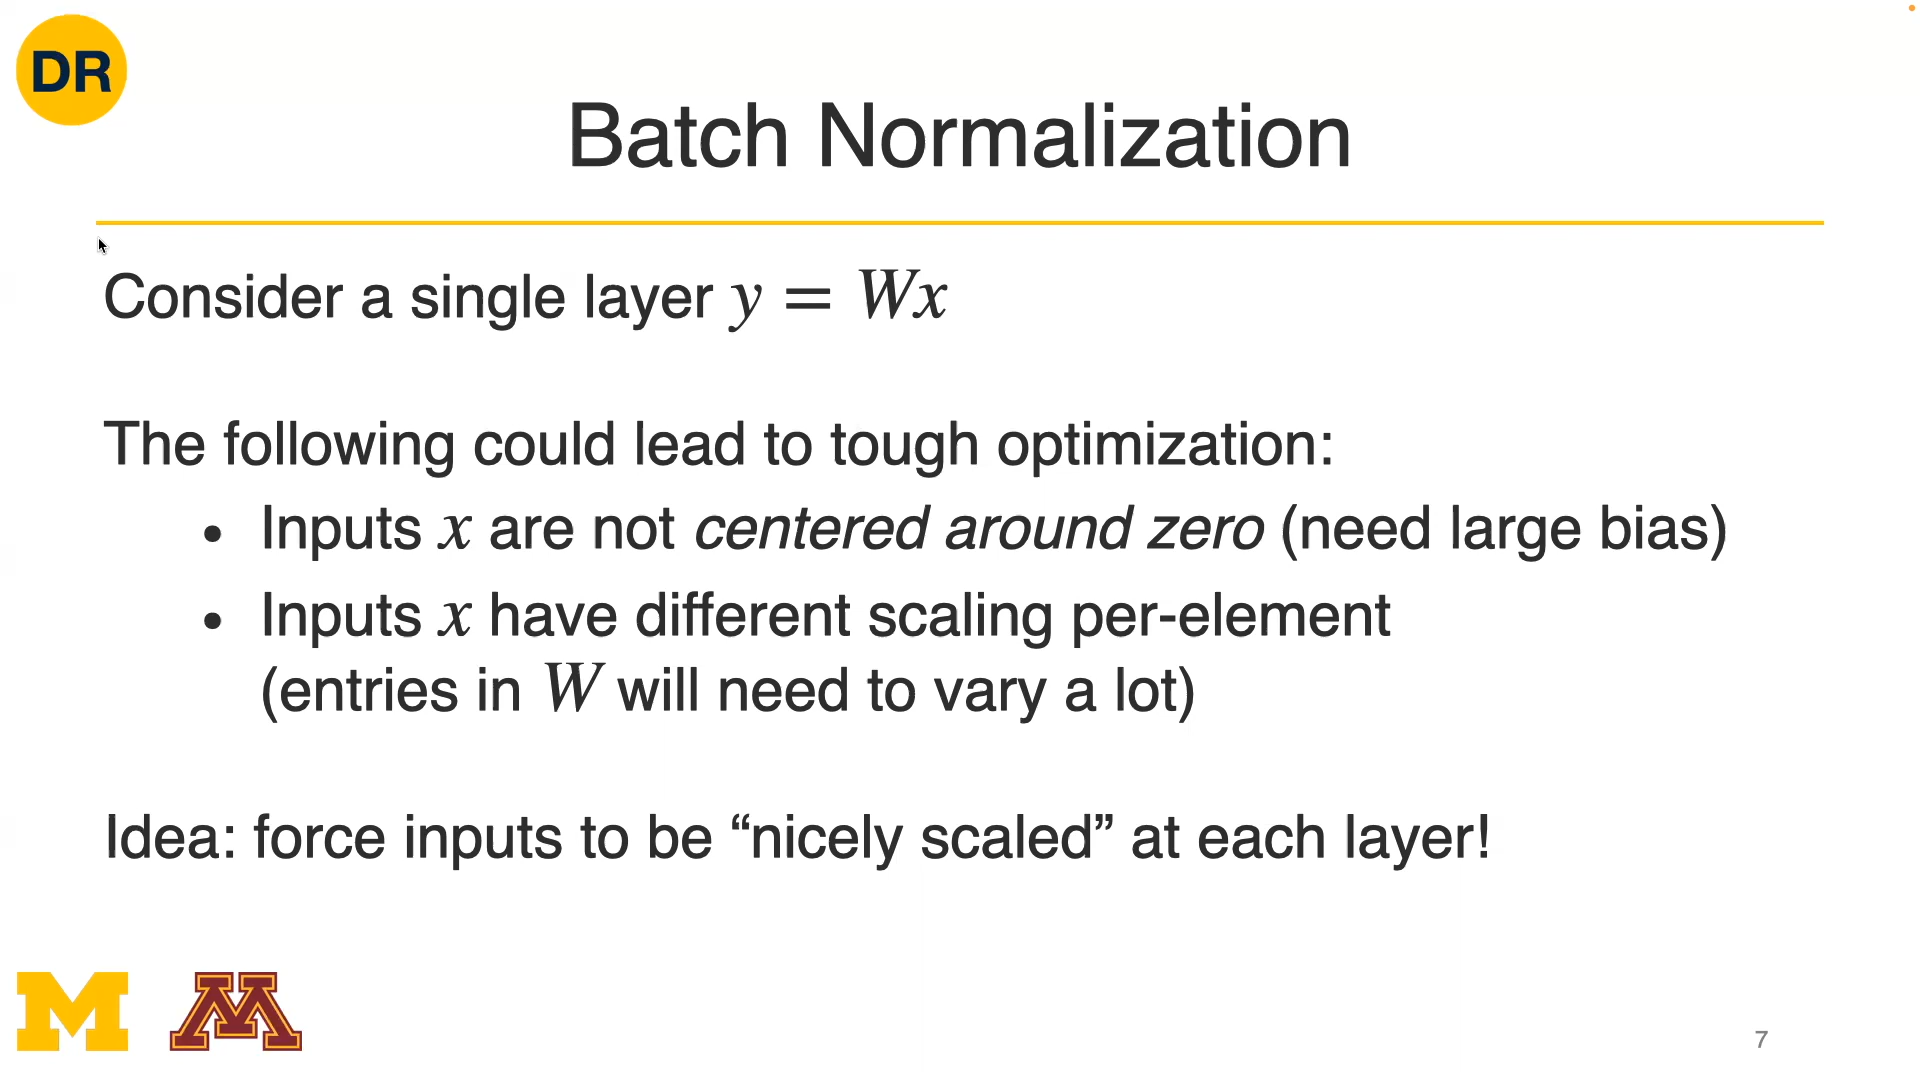 DR
Batch Normalization
Consider a single layer y = Wx
The following could lead to tough optimization:
• Inputs x are not centered around zero (need large bias)
• Inputs x have different scaling per-element
(entries in W will need to vary a lot)
Idea: force inputs to be “nicely scaled” at each layer!
M M
7